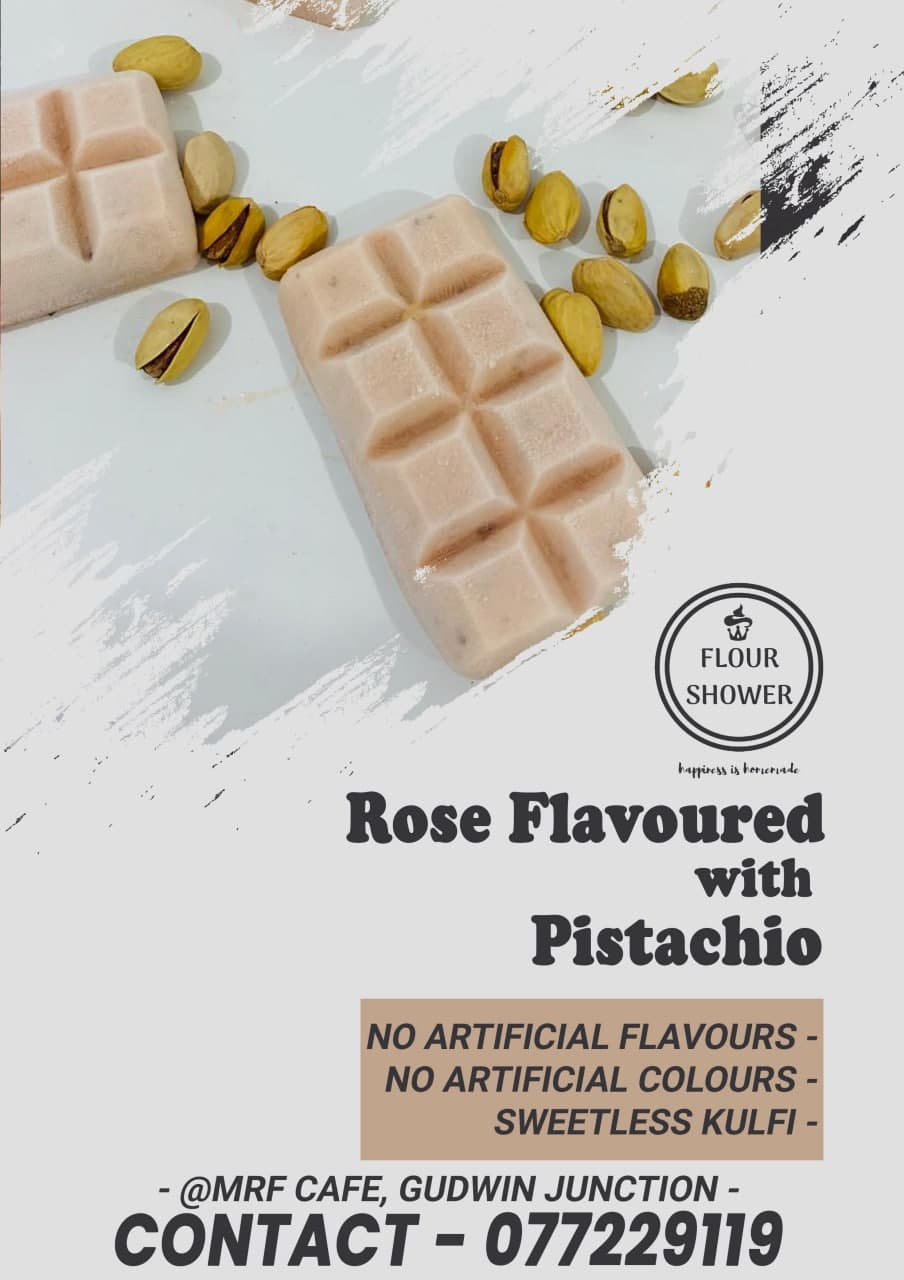 FLOUR
SHOWER
happiness is homemade
Rose Flavoured
with
Pistachio
NO ARTIFICIAL FLAVOURS -
NO ARTIFICIAL COLOURS -
SWEETLESS KULFI -
- @MRF CAFE, GUDWIN JUNCTION -
CONTACT - 077229119